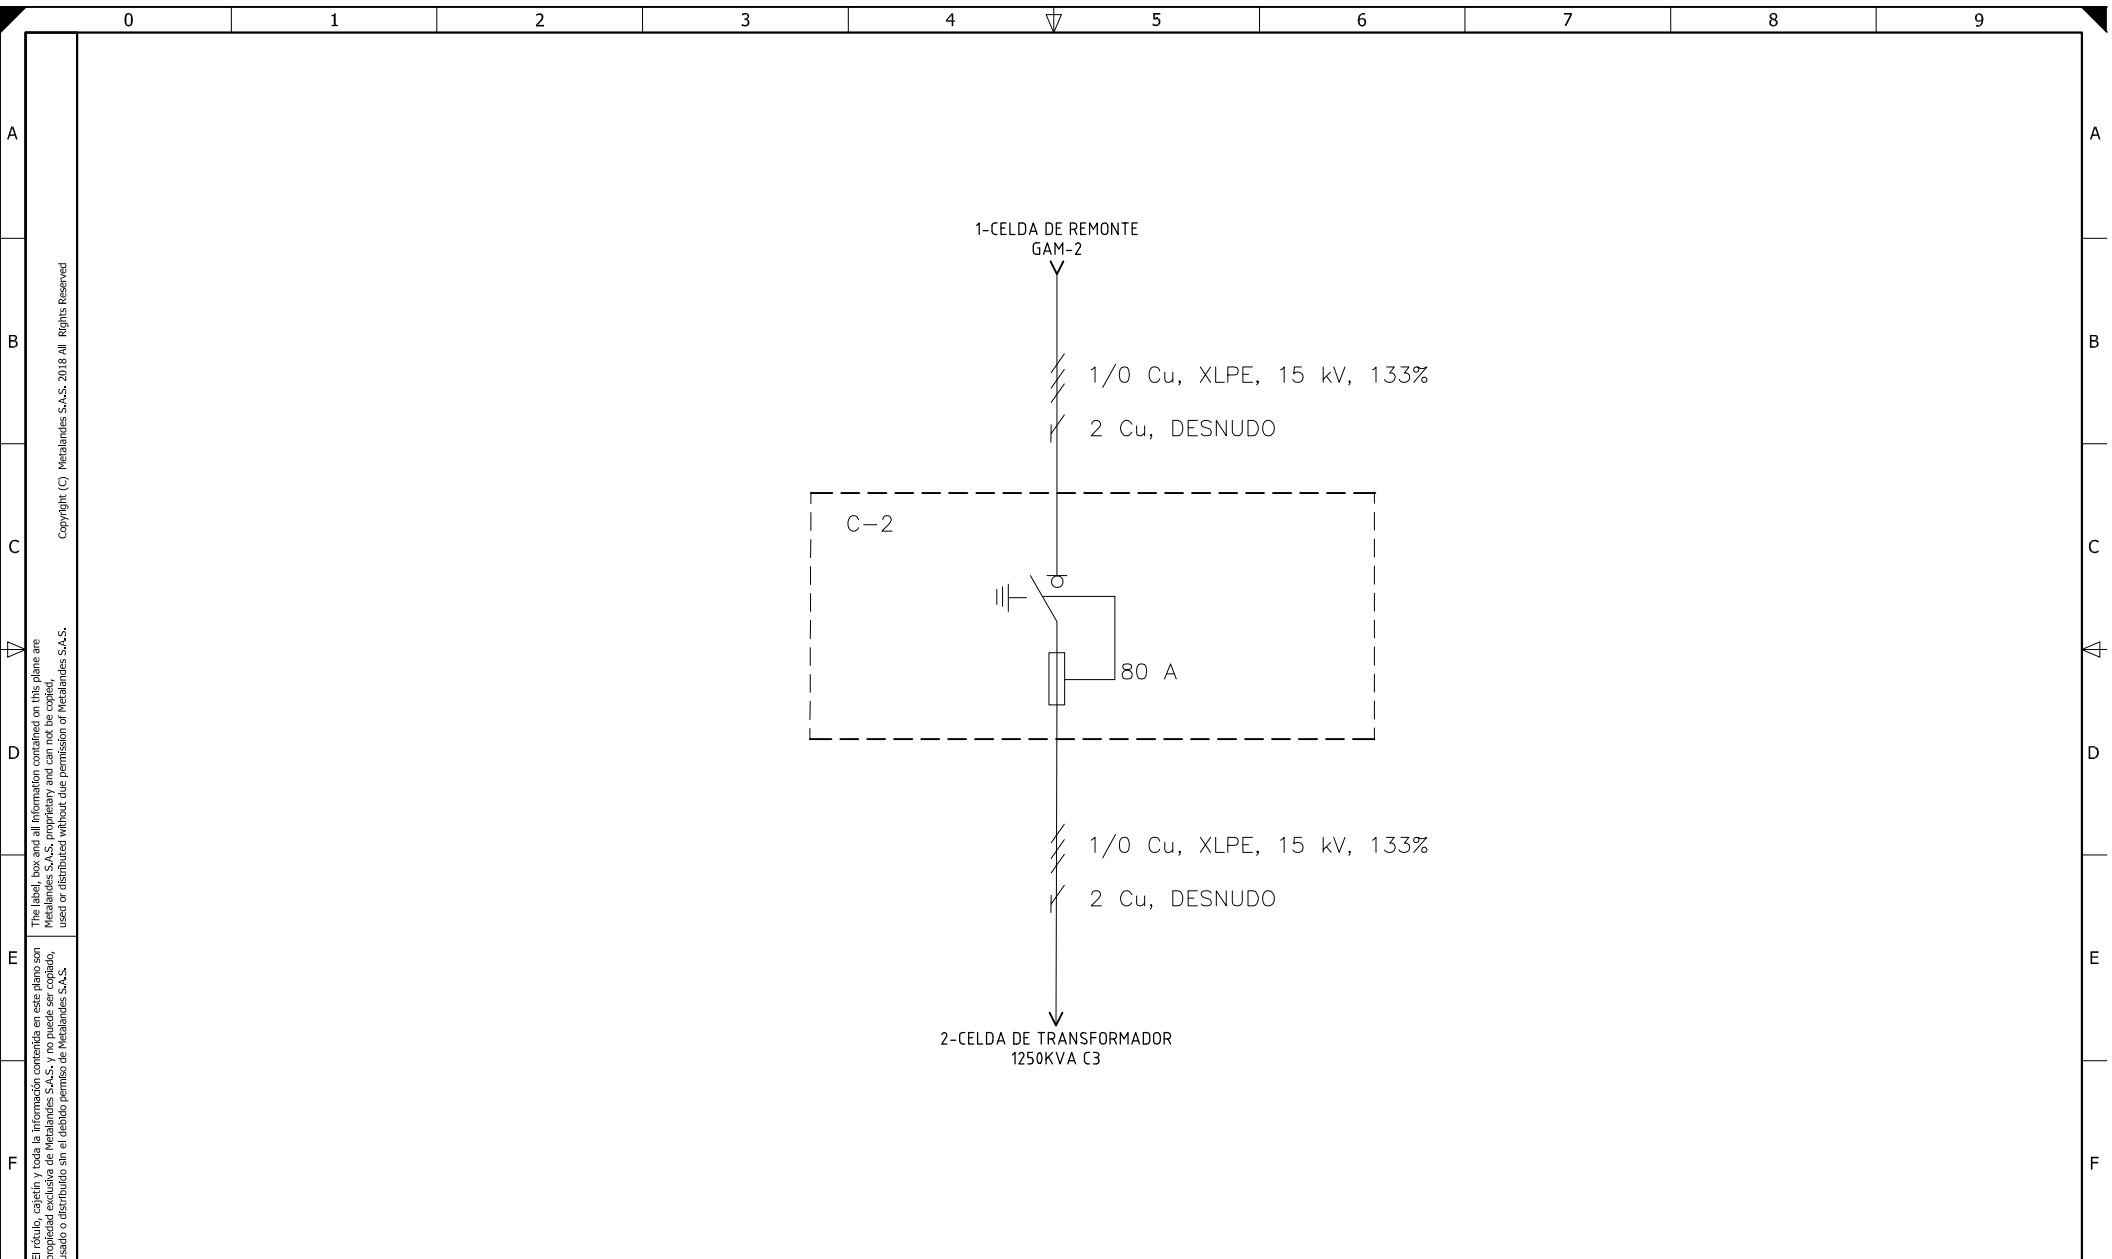 0 1 2 3 4 5 6 7 8 9
A A
B B
C C
D D
E E
F F
1-CELDA DE REMONTE
GAM-2
1/0 Cu, XLPE, 15 kV, 133%
2 Cu, DESNUDO
C-2
80 A
1/0 Cu, XLPE, 15 kV, 133%
2 Cu, DESNUDO
2-CELDA DE TRANSFORMADOR
1250KVA C3
Copyright (C) Metalandes S.A.S. 2018 All Rights Reserved
The label, box and all information contained on this plane are
Metalandes S.A.S. proprietary and can not be copied,
used or distributed without due permission of Metalandes S.A.S.
El rótulo, cajetín y toda la información contenida en este plano son
propiedad exclusiva de Metalandes S.A.S. y no puede ser copiado,
usado o distribuido sin el debido permiso de Metalandes S.A.S.